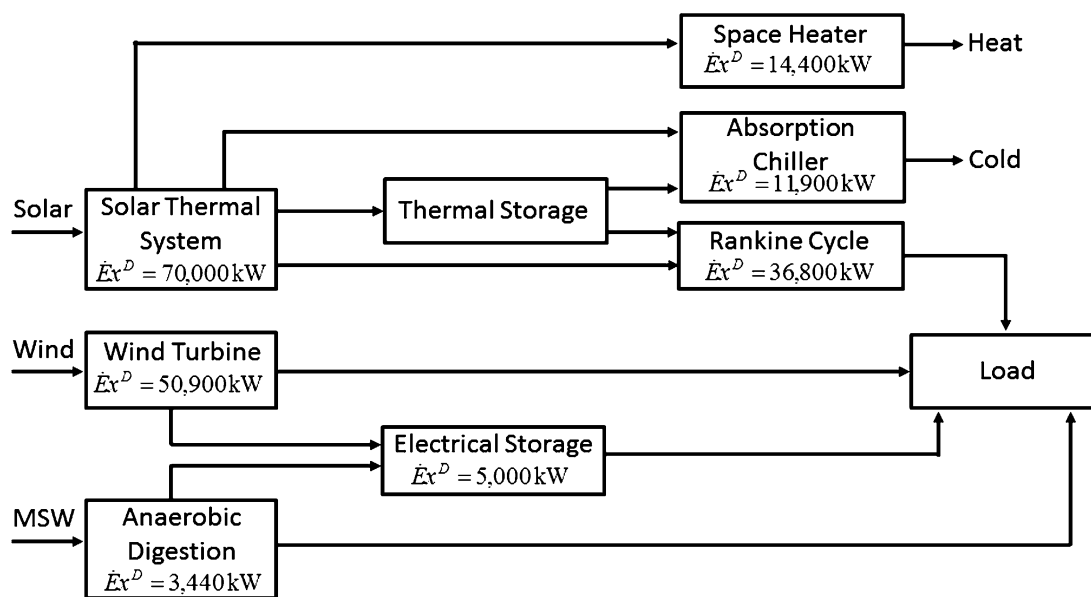 Space Heater
Ėx^D = 14,400kW
Heat
Absorption
Chiller
Ėx^D = 11,900kW
Cold
Solar
Solar Thermal
System
Ėx^D = 70,000kW
Thermal Storage
Rankine Cycle
Ėx^D = 36,800kW
Wind
Wind Turbine
Ėx^D = 50,900kW
Load
Electrical Storage
Ėx^D = 5,000kW
MSW
Anaerobic
Digestion
Ėx^D = 3,440kW